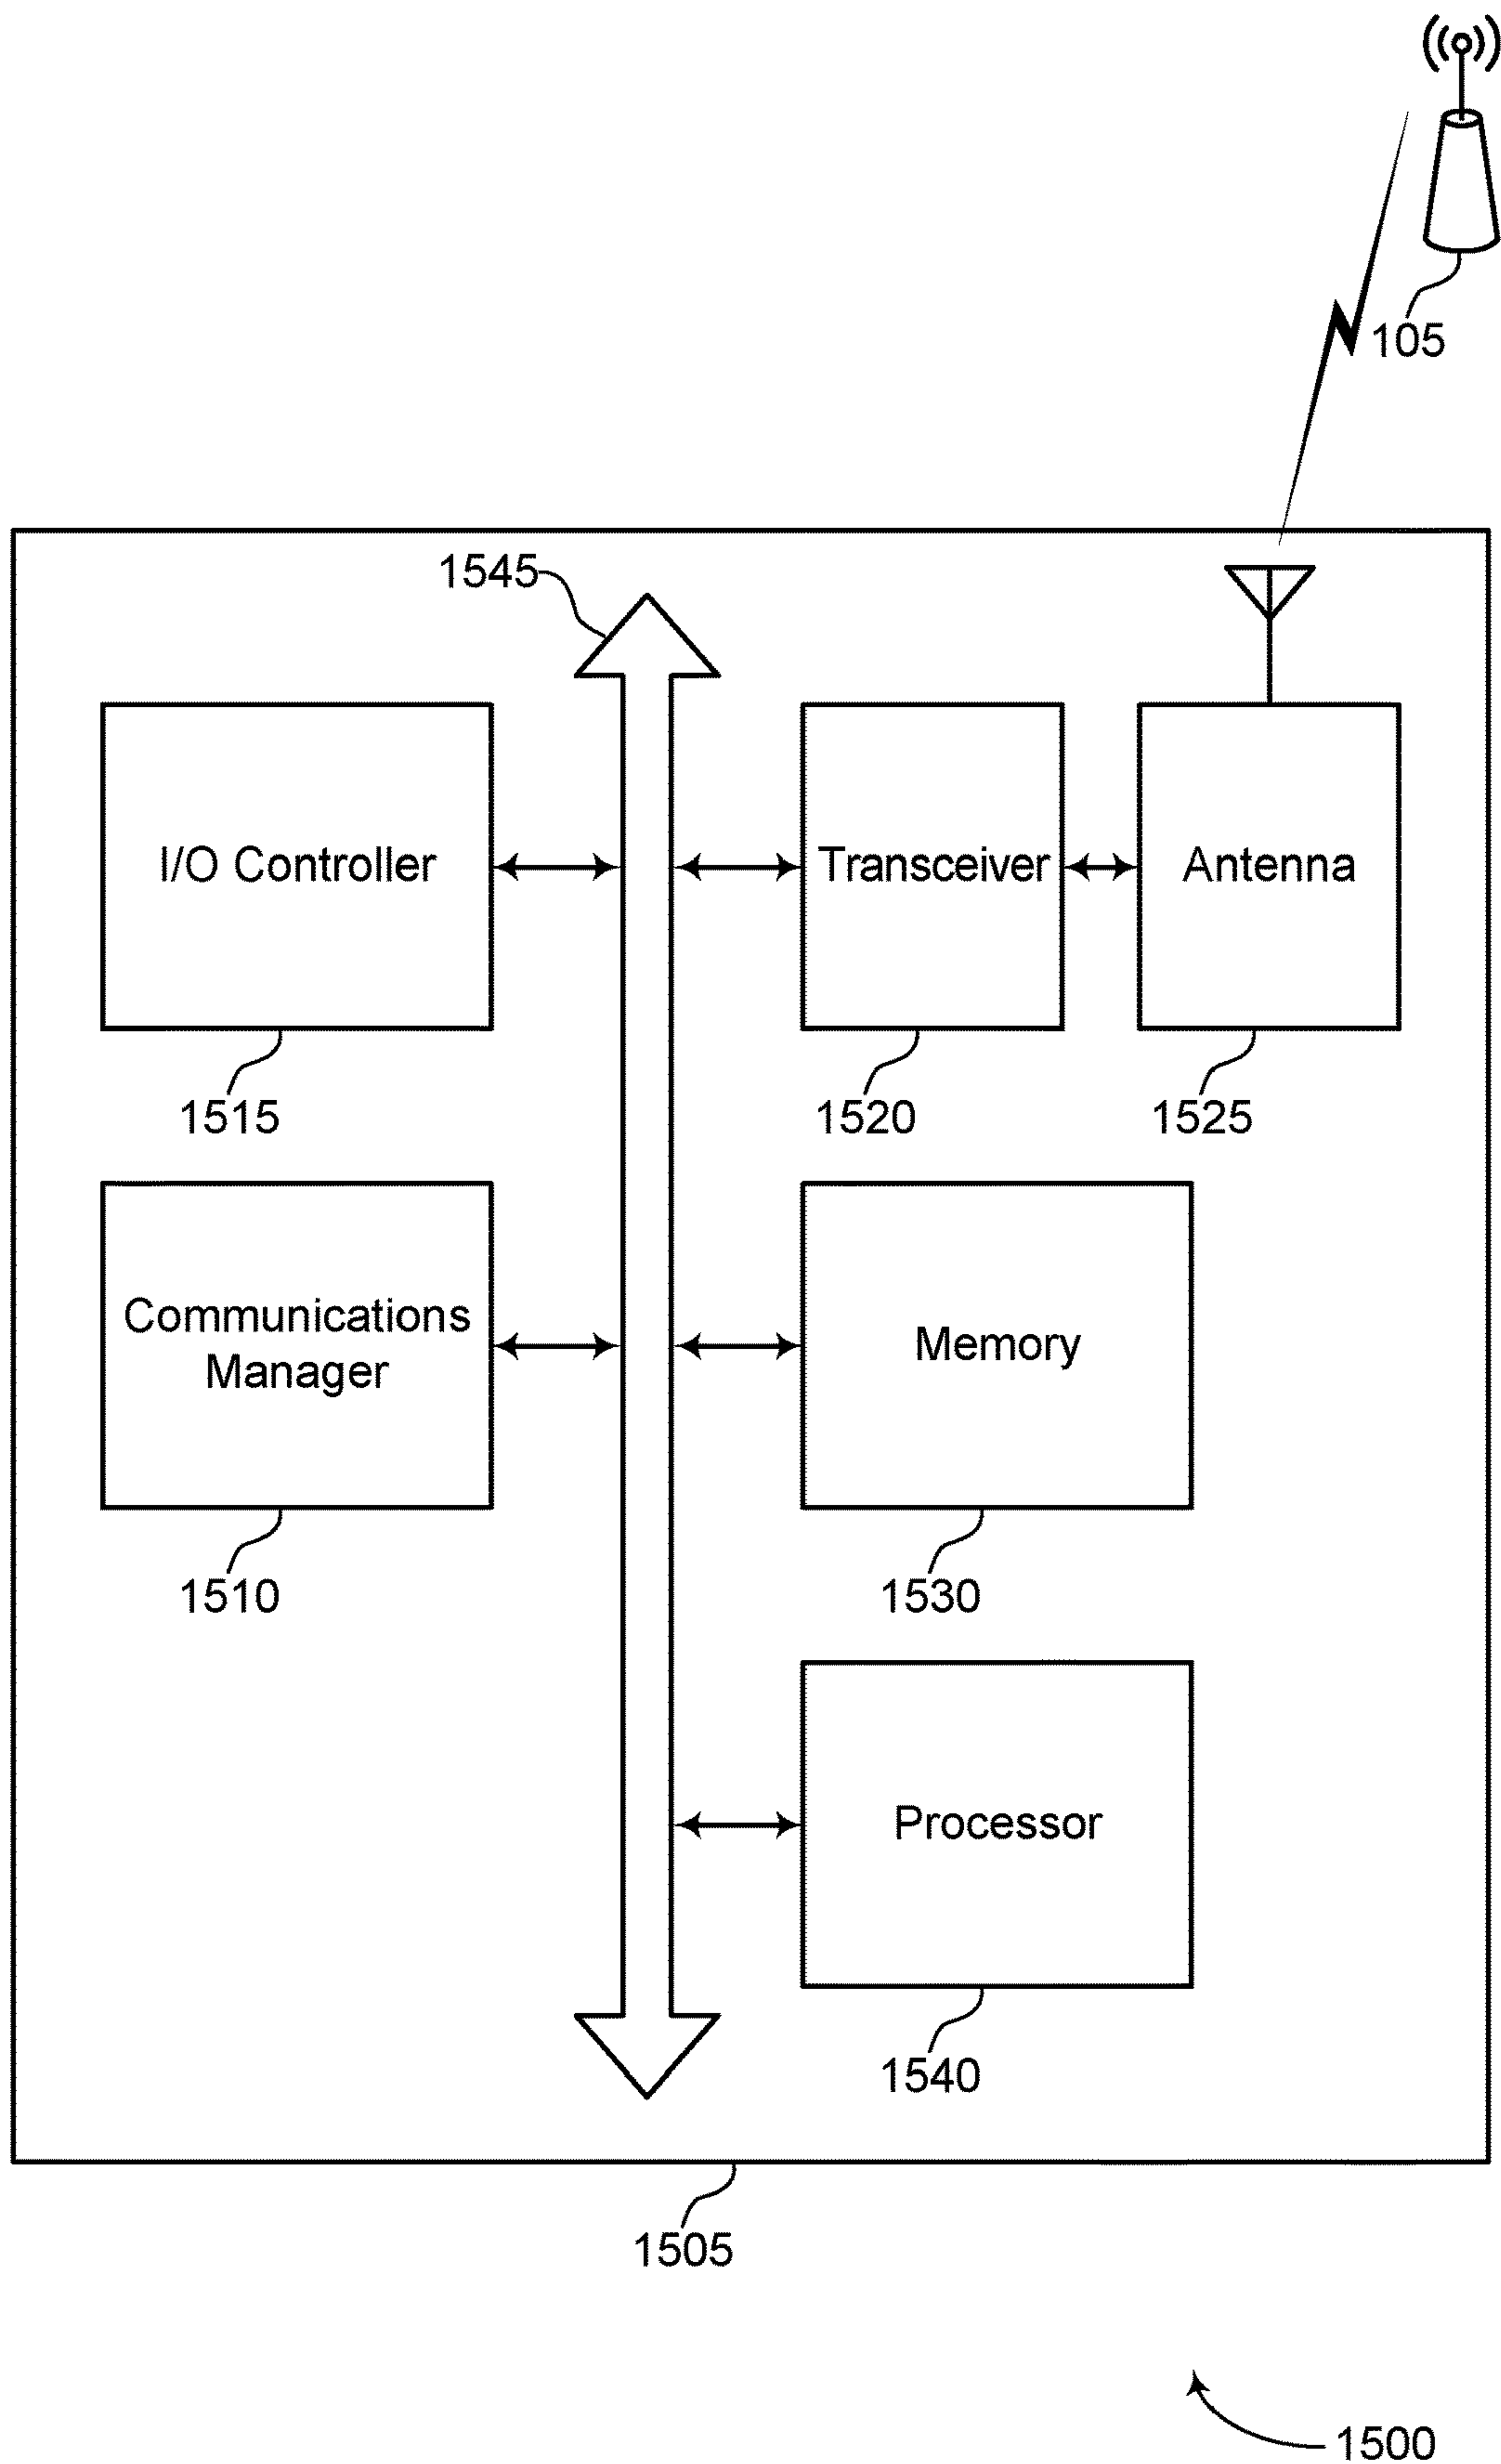 105
1545
I/O Controller
Transceiver
Antenna
1515
1520
1525
Communications
Manager
Memory
1510
1530
Processor
1540
1505
1500